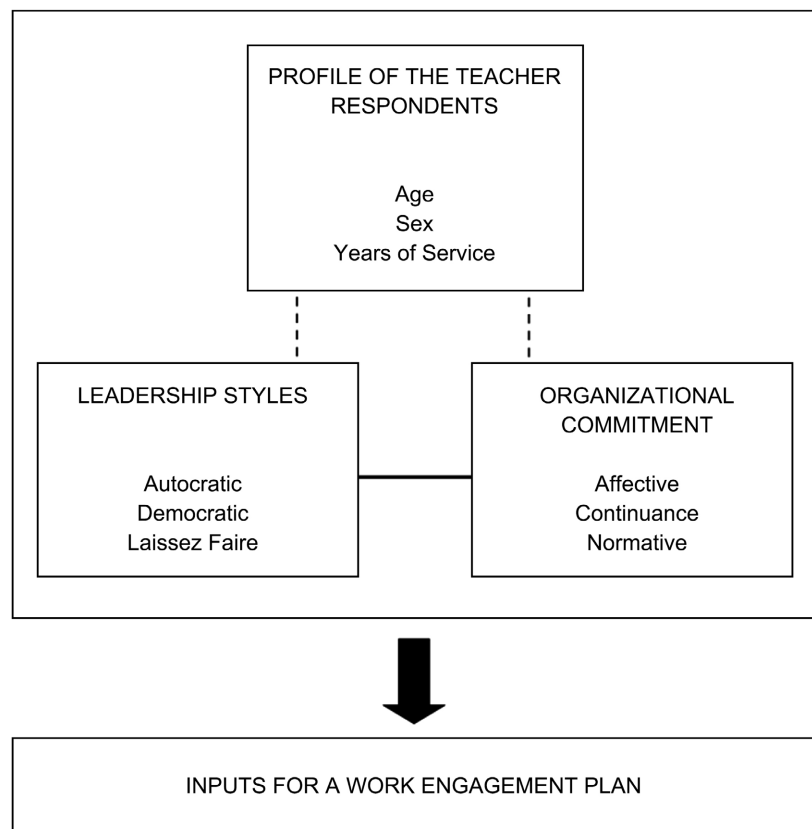 PROFILE OF THE TEACHER
RESPONDENTS
Age
Sex
Years of Service
LEADERSHIP STYLES
Autocratic
Democratic
Laissez Faire
ORGANIZATIONAL
COMMITMENT
Affective
Continuance
Normative
INPUTS FOR A WORK ENGAGEMENT PLAN